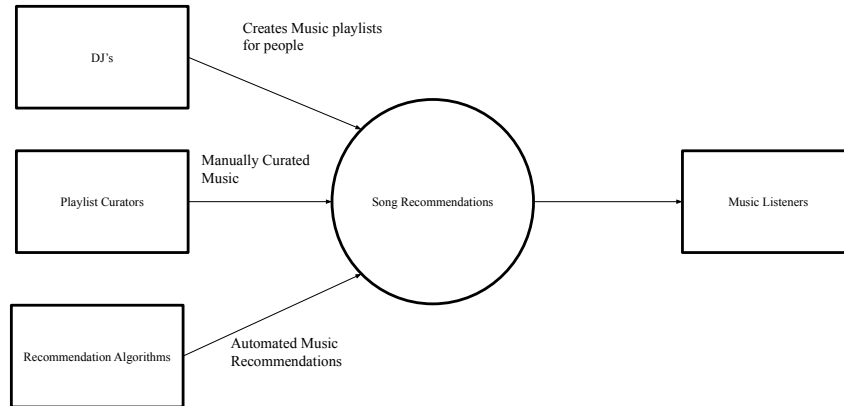 Creates Music playlists
for people
DJ's
Manually Curated
Music
Playlist Curators
Song Recommendations
Music Listeners
Automated Music
Recommendations
Recommendation Algorithms